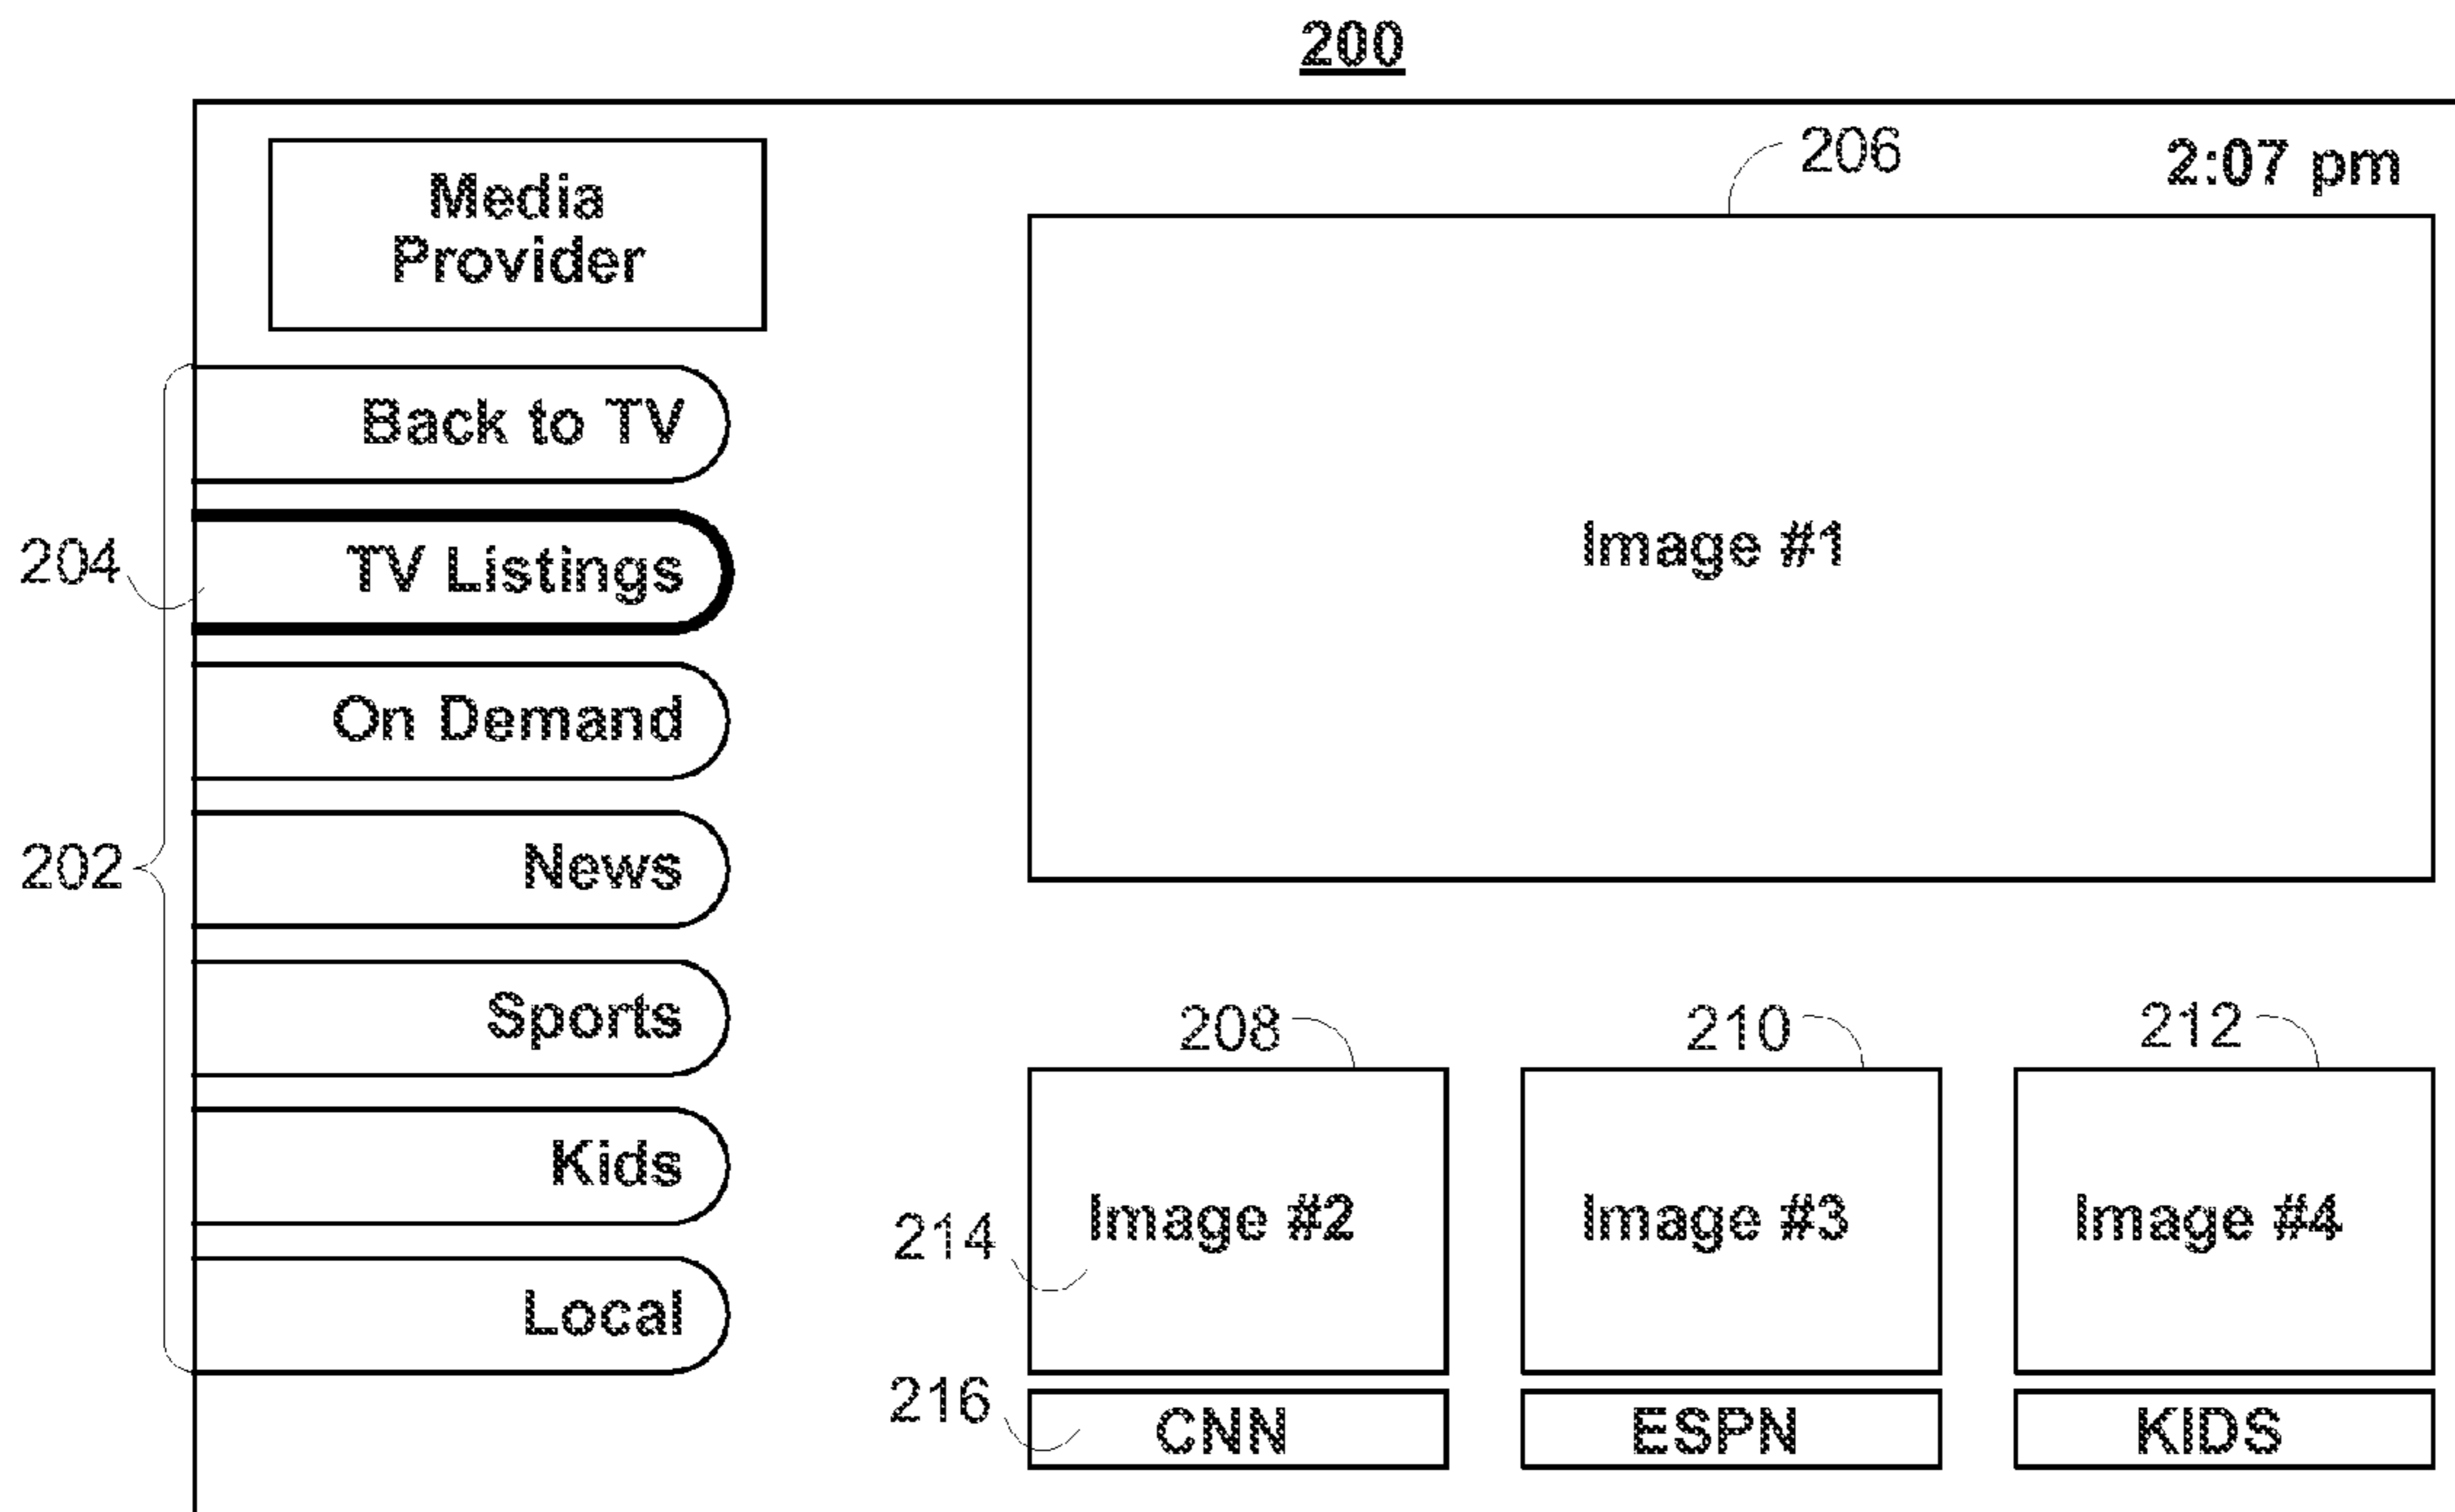 200
206
2:07 pm
Media
Provider
Back to TV
204
TV Listings
Image #1
On Demand
202
News
Sports
208
210
212
Kids
214
Image #2
Image #3
Image #4
Local
216
CNN
ESPN
KIDS